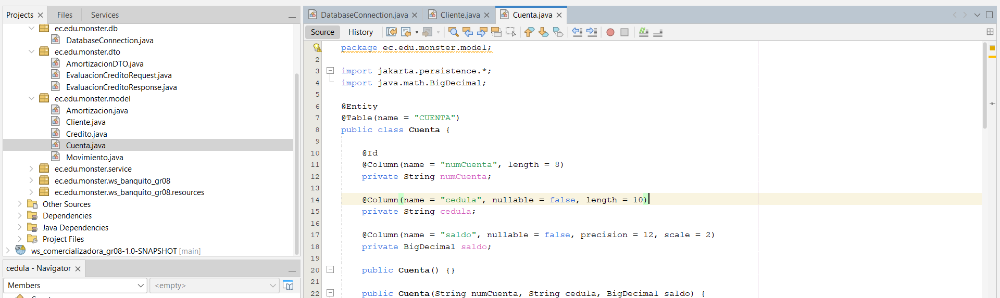 Projects
Files
Services
ec.edu.monster.db
DatabaseConnection.java
ec.edu.monster.dto
AmortizacionDTO.java
EvaluacionCreditoRequest.java
EvaluacionCreditoResponse.java
ec.edu.monster.model
Amortizacion.java
Cliente.java
Credito.java
Cuenta.java
Movimiento.java
ec.edu.monster.service
ec.edu.monster.ws_banquito_gr08
ec.edu.monster.ws_banquito_gr08.resources
Other Sources
Dependencies
Java Dependencies
Project Files
ws_comercializadora_gr08-1.0-SNAPSHOT [main]
cedula - Navigator
Members
<empty>
DatabaseConnection.java
Cliente.java
Cuenta.java
Source
History
package ec.edu.monster.model;
2
3 import jakarta.persistence.*;
4 import java.math.BigDecimal;
5
6 @Entity
7 @Table(name = "CUENTA")
8 public class Cuenta {
9
10 @Id
11 @Column(name = "numCuenta", length = 8)
12 private String numCuenta;
13
14 @Column(name = "cedula", nullable = false, length = 10)
15 private String cedula;
16
17 @Column(name = "saldo", nullable = false, precision = 12, scale = 2)
18 private BigDecimal saldo;
19
20 public Cuenta() {}
21
22 public Cuenta(String numCuenta, String cedula, BigDecimal saldo) {